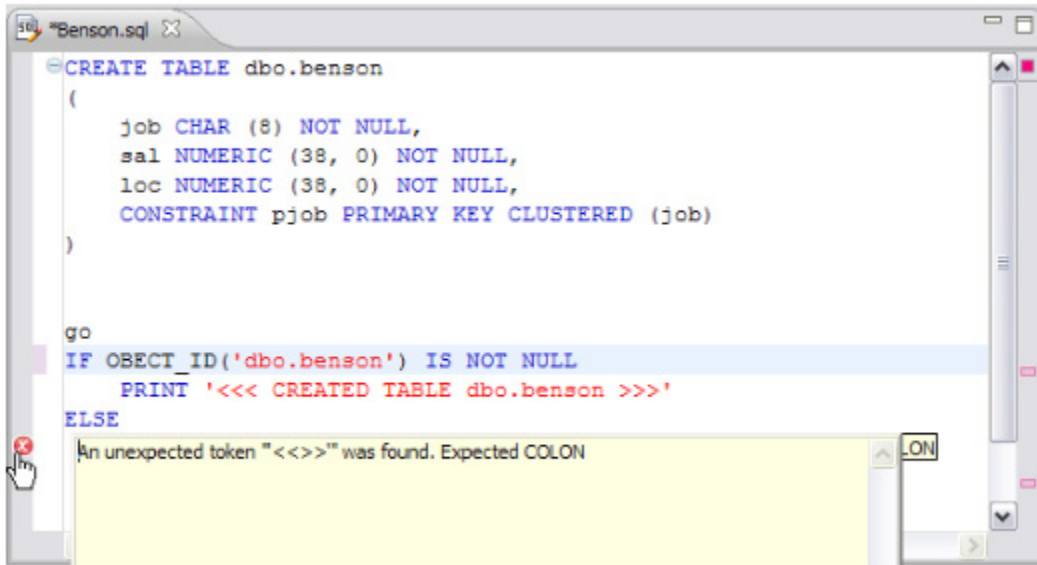 *Benson.sql
CREATE TABLE dbo.benson
(
job CHAR (8) NOT NULL,
sal NUMERIC (38, 0) NOT NULL,
loc NUMERIC (38, 0) NOT NULL,
CONSTRAINT pjob PRIMARY KEY CLUSTERED (job)
)
go
IF OBECT_ID('dbo.benson') IS NOT NULL
PRINT '<<< CREATED TABLE dbo.benson >>>'
ELSE
An unexpected token "'<<>>'" was found. Expected COLON
LON